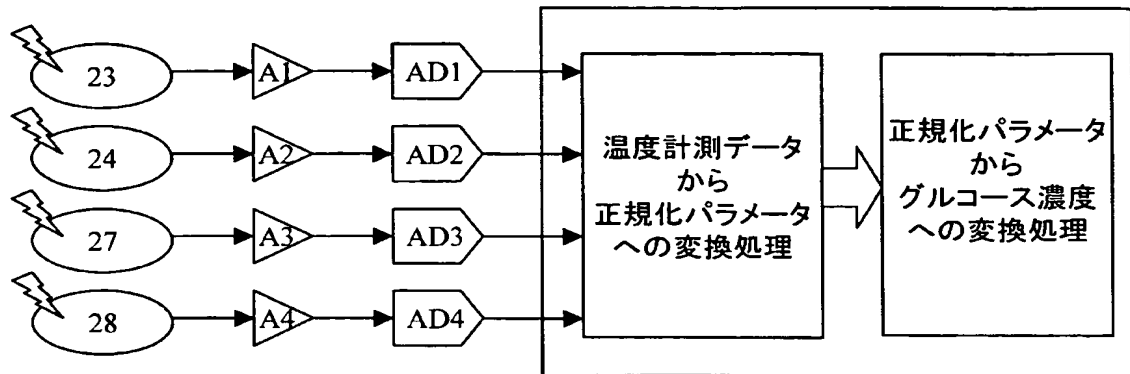 23 A1 AD1
24 A2 AD2
27 A3 AD3
28 A4 AD4
温度計測データ
から
正規化パラメータ
への変換処理
正規化パラメータ
から
グルコース濃度
への変換処理